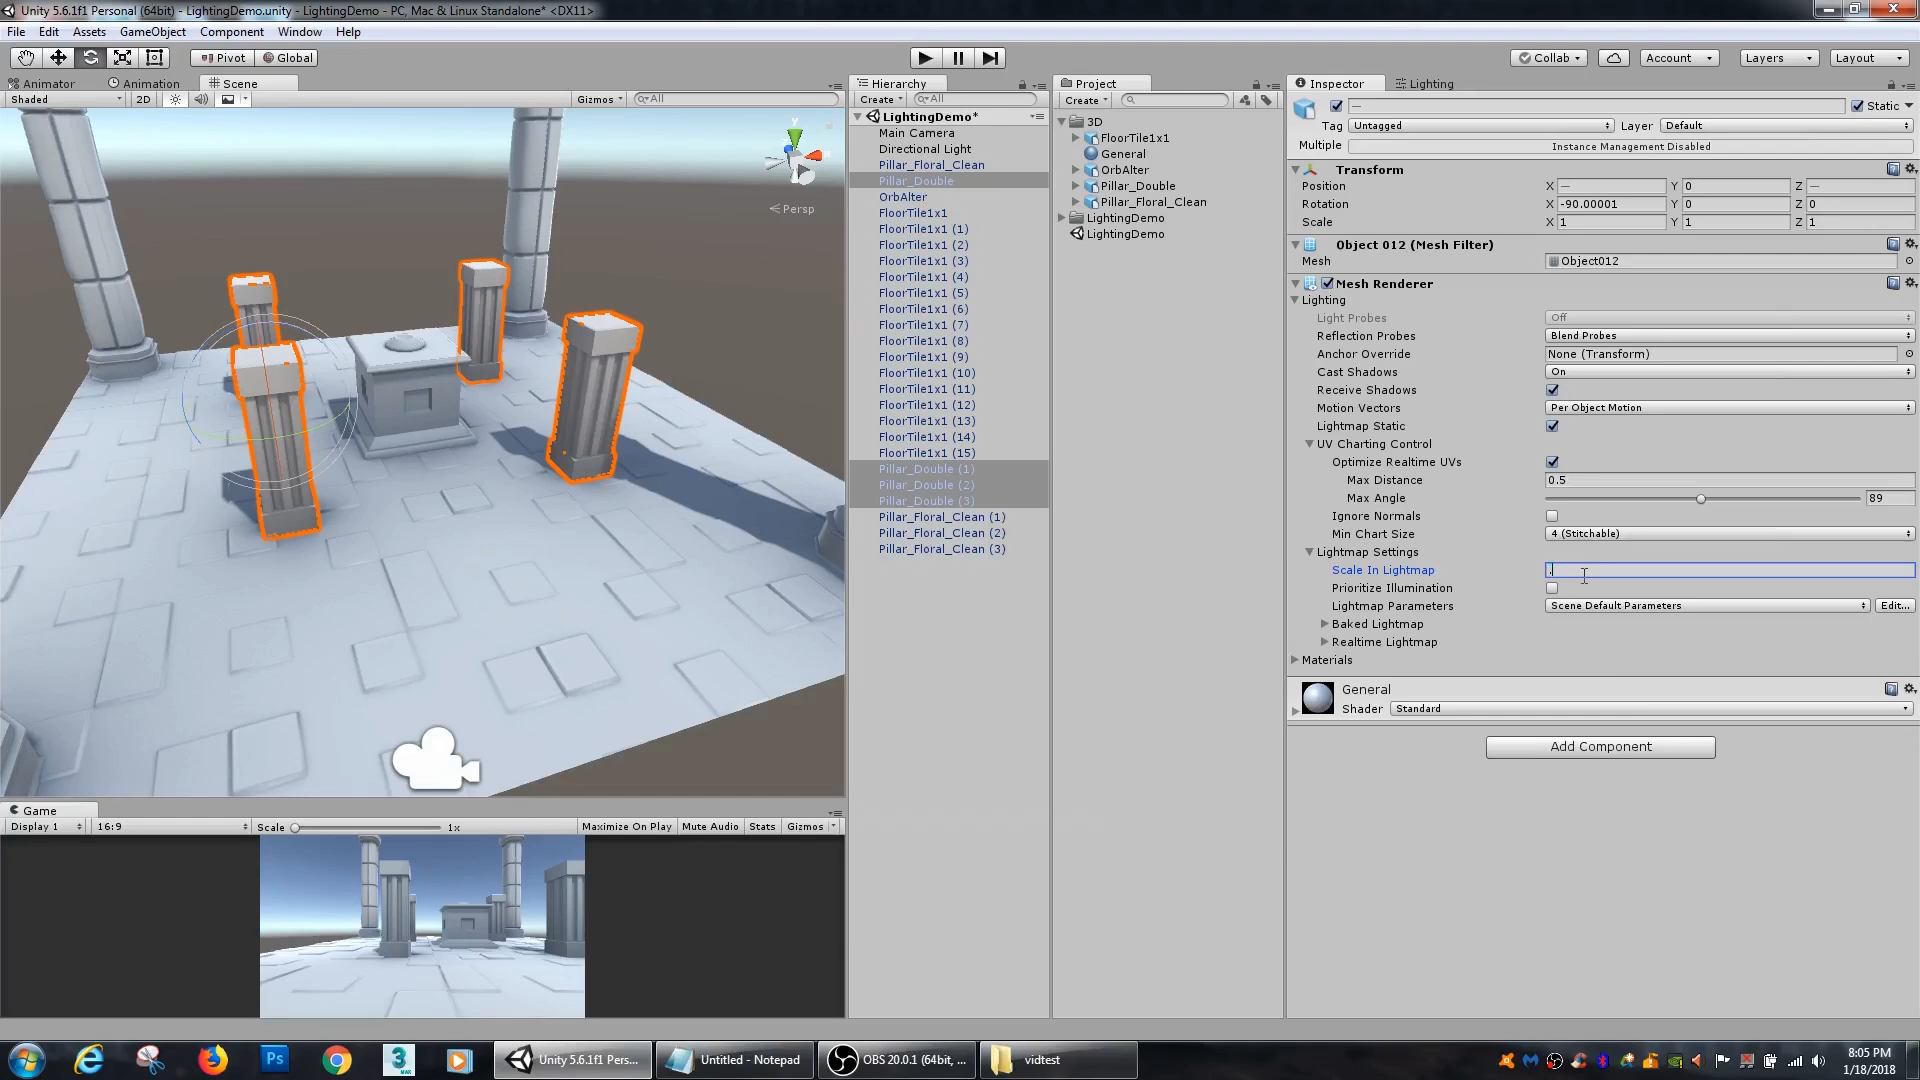 Unity 5.6.1f1 Personal (64bit) - LightingDemo.unity - LightingDemo - PC, Mac & Linux Standalone* <DX11>
File Edit Assets GameObject Component Window Help
Pivot Global Collab Account Layers Layout
Animator Animation Scene
Shaded 2D Gizmos All
y
Persp
Game
Display 1 16:9 Scale 1x Maximize On Play Mute Audio Stats Gizmos
Hierarchy
Create All
LightingDemo*
Main Camera
Directional Light
Pillar_Floral_Clean
Pillar_Double
OrbAlter
FloorTile1x1
FloorTile1x1 (1)
FloorTile1x1 (2)
FloorTile1x1 (3)
FloorTile1x1 (4)
FloorTile1x1 (5)
FloorTile1x1 (6)
FloorTile1x1 (7)
FloorTile1x1 (8)
FloorTile1x1 (9)
FloorTile1x1 (10)
FloorTile1x1 (11)
FloorTile1x1 (12)
FloorTile1x1 (13)
FloorTile1x1 (14)
FloorTile1x1 (15)
Pillar_Double (1)
Pillar_Double (2)
Pillar_Double (3)
Pillar_Floral_Clean (1)
Pillar_Floral_Clean (2)
Pillar_Floral_Clean (3)
Project
Create
3D
FloorTile1x1
General
OrbAlter
Pillar_Double
Pillar_Floral_Clean
LightingDemo
LightingDemo
Inspector Lighting
— Static
Tag Untagged Layer Default
Multiple Instance Management Disabled
Transform
Position X — Y 0 Z —
Rotation X -90.00001 Y 0 Z 0
Scale X 1 Y 1 Z 1
Object 012 (Mesh Filter)
Mesh Object012
Mesh Renderer
Lighting
Light Probes Off
Reflection Probes Blend Probes
Anchor Override None (Transform)
Cast Shadows On
Receive Shadows
Motion Vectors Per Object Motion
Lightmap Static
UV Charting Control
Optimize Realtime UVs
Max Distance 0.5
Max Angle 89
Ignore Normals
Min Chart Size 4 (Stitchable)
Lightmap Settings
Scale In Lightmap .
Prioritize Illumination
Lightmap Parameters Scene Default Parameters Edit...
Baked Lightmap
Realtime Lightmap
Materials
General
Shader Standard
Add Component
Ps 3 MAX Unity 5.6.1f1 Pers... Untitled - Notepad OBS 20.0.1 (64bit, ... vidtest
8:05 PM
1/18/2018